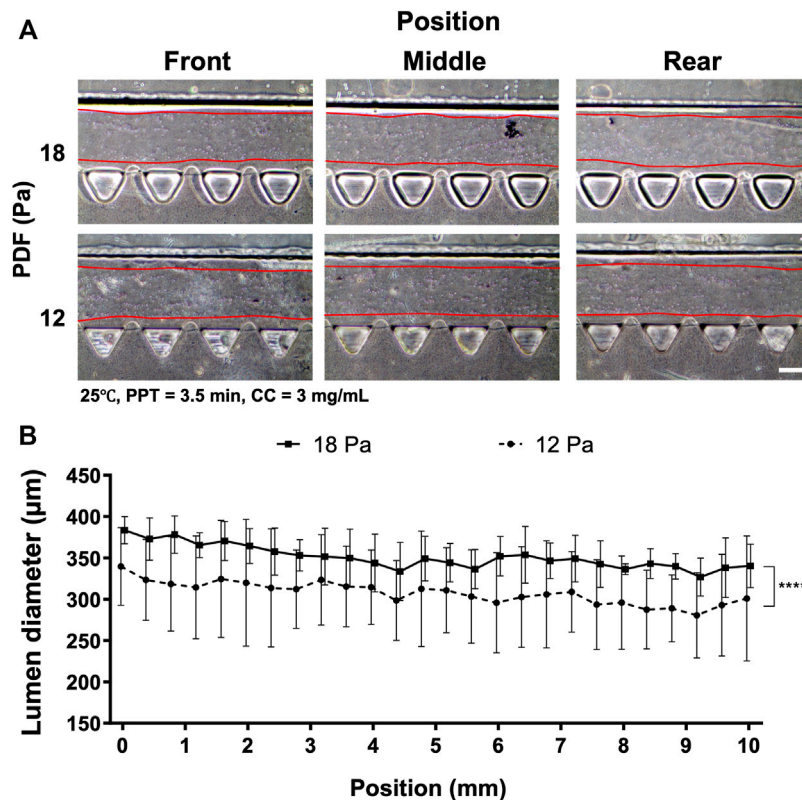 A
Position
Front Middle Rear
PDF (Pa)
18
12
25℃, PPT = 3.5 min, CC = 3 mg/mL
B
18 Pa 12 Pa
Lumen diameter (μm)
450
400
350
300
250
200
150
****
0 1 2 3 4 5 6 7 8 9 10
Position (mm)